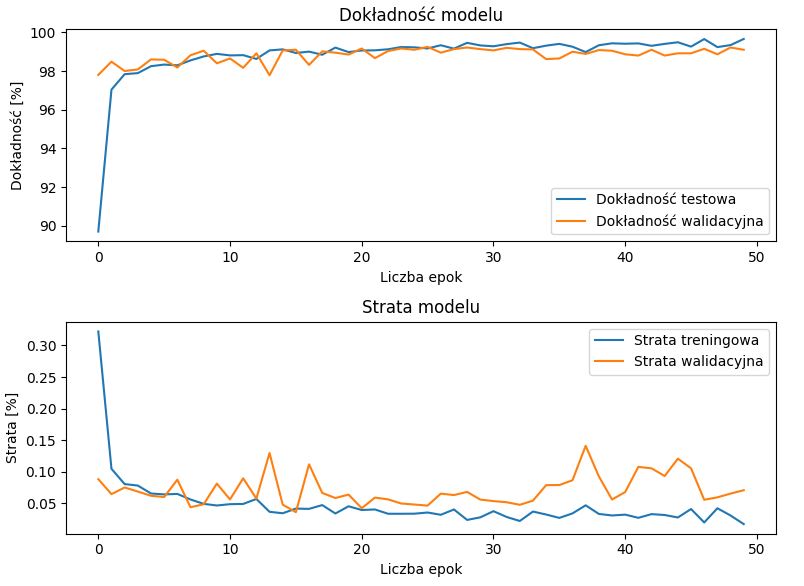 Dokładność modelu
100
98
96
94
92
90
Dokładność [%]
Dokładność testowa
Dokładność walidacyjna
0 10 20 30 40 50
Liczba epok
Strata modelu
0.30
0.25
0.20
0.15
0.10
0.05
Strata [%]
Strata treningowa
Strata walidacyjna
0 10 20 30 40 50
Liczba epok